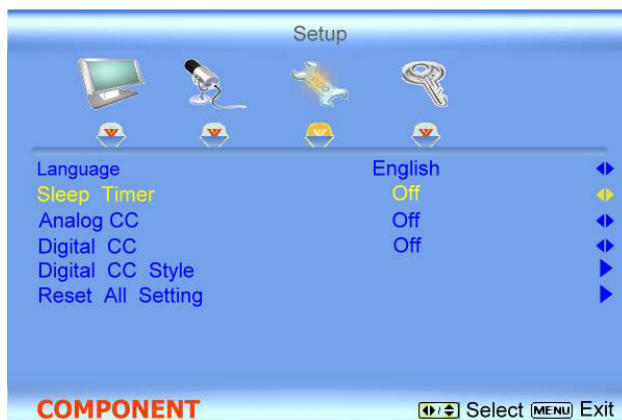 Setup
Language English
Sleep Timer Off
Analog CC Off
Digital CC Off
Digital CC Style
Reset All Setting
COMPONENT Select MENU Exit